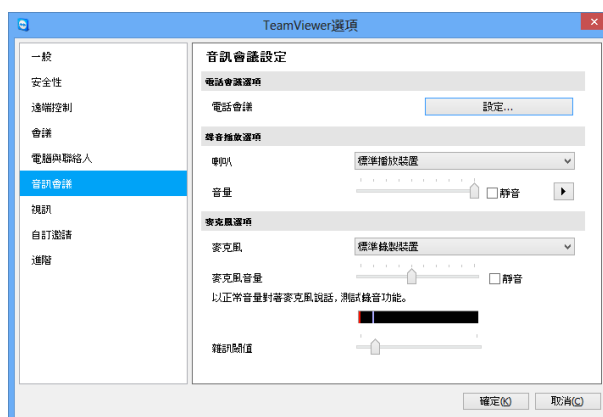 TeamViewer選項
一般
安全性
遠端控制
會議
電腦與聯絡人
音訊會議
視訊
自訂邀請
進階
音訊會議設定
電話會議選項
電話會議 設定...
聲音播放選項
喇叭 標準播放裝置
音量 靜音
麥克風選項
麥克風 標準錄製裝置
麥克風音量 靜音
以正常音量對著麥克風說話，測試錄音功能。
雜訊閾值
確定(K) 取消(C)